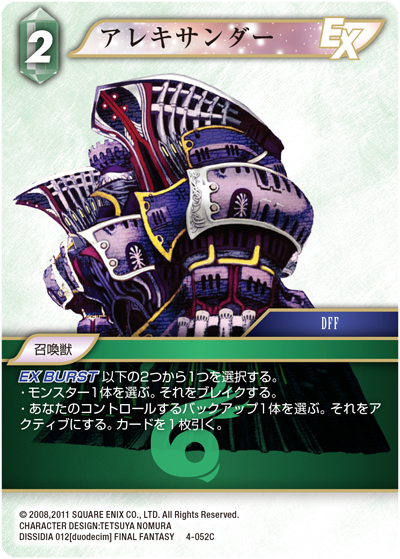 2
アレキサンダー
EX
DFF
召喚獣
EX BURST 以下の2つから1つを選択する。
・モンスター1体を選ぶ。それをブレイクする。
・あなたのコントロールするバックアップ1体を選ぶ。それをア
クティブにする。カードを1枚引く。
© 2008,2011 SQUARE ENIX CO., LTD. All Rights Reserved.
CHARACTER DESIGN:TETSUYA NOMURA
DISSIDIA 012[duodecim] FINAL FANTASY 4-052C